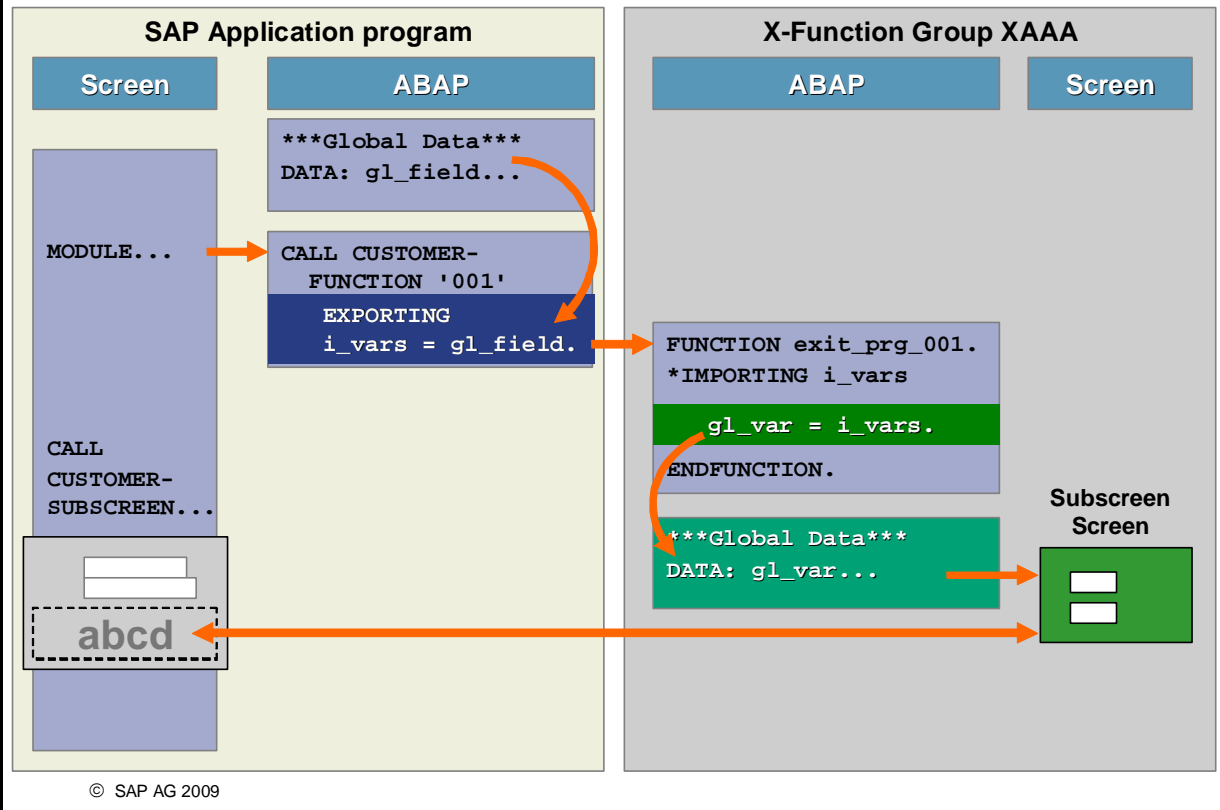 SAP Application program
Screen
ABAP
***Global Data***
DATA: gl_field...
MODULE...
CALL CUSTOMER-
FUNCTION '001'
EXPORTING
i_vars = gl_field.
CALL
CUSTOMER-
SUBSCREEN...
abcd
X-Function Group XAAA
ABAP
Screen
FUNCTION exit_prg_001.
*IMPORTING i_vars
gl_var = i_vars.
ENDFUNCTION.
***Global Data***
DATA: gl_var...
Subscreen
Screen
© SAP AG 2009